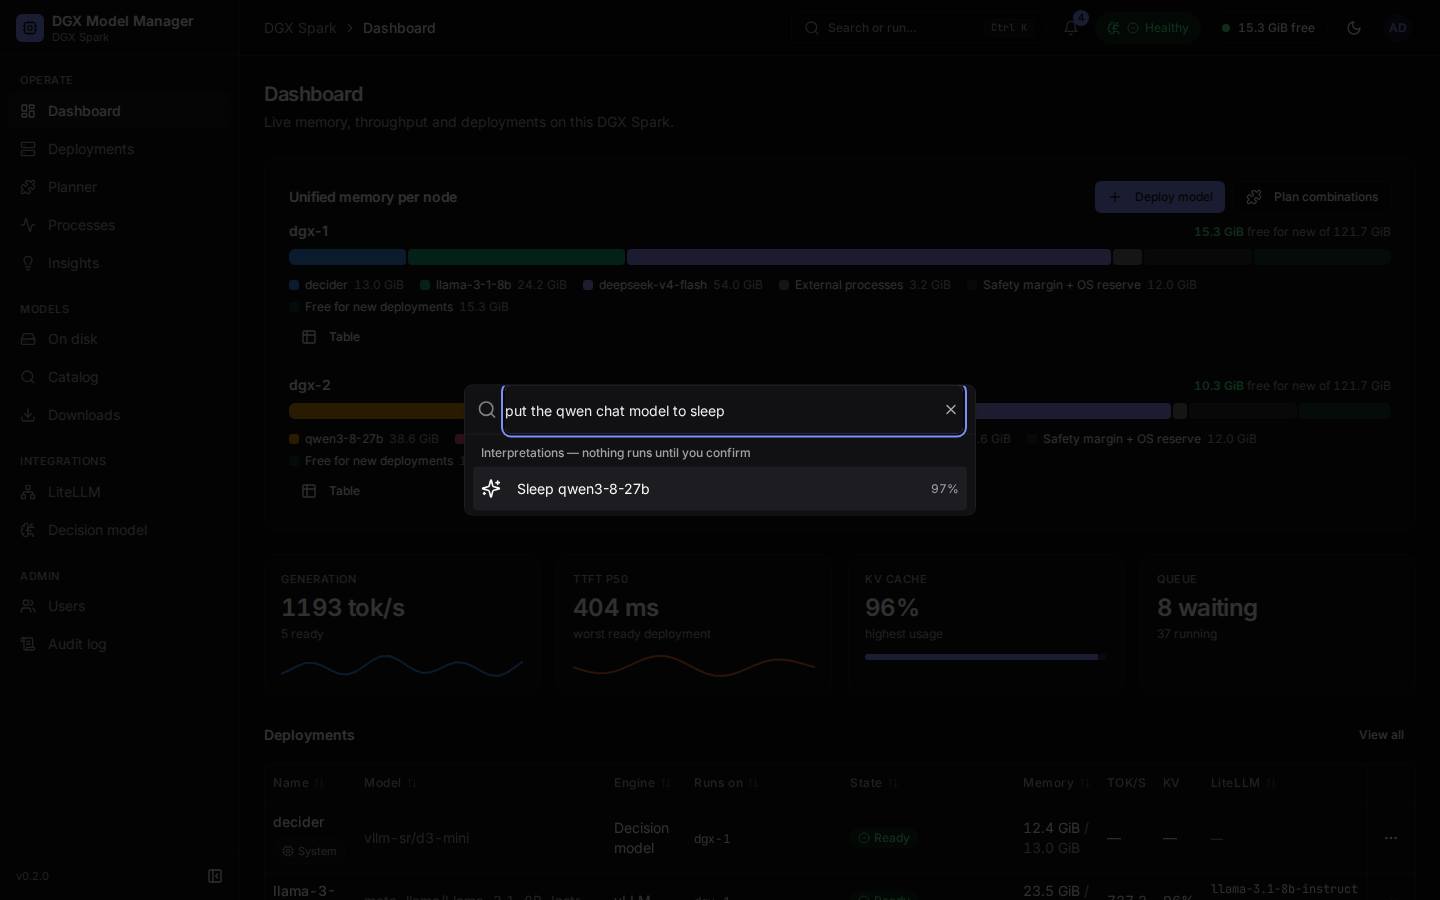 DGX Model Manager
DGX Spark
OPERATE
Dashboard
Deployments
Planner
Processes
Insights
MODELS
On disk
Catalog
Downloads
INTEGRATIONS
LiteLLM
Decision model
ADMIN
Users
Audit log
v0.2.0
DGX Spark > Dashboard
Search or run... Ctrl K
4
Healthy
15.3 GiB free
AD
Dashboard
Live memory, throughput and deployments on this DGX Spark.
Unified memory per node
Deploy model
Plan combinations
dgx-1
15.3 GiB free for new of 121.7 GiB
decider 13.0 GiB llama-3-1-8b 24.2 GiB deepseek-v4-flash 54.0 GiB External processes 3.2 GiB Safety margin + OS reserve 12.0 GiB
Free for new deployments 15.3 GiB
Table
dgx-2
10.3 GiB free for new of 121.7 GiB
put the qwen chat model to sleep
qwen3-8-27b 38.6 GiB
.6 GiB Safety margin + OS reserve 12.0 GiB
Interpretations — nothing runs until you confirm
Free for new deployments 1
Sleep qwen3-8-27b 97%
Table
GENERATION
1193 tok/s
5 ready
TTFT P50
404 ms
worst ready deployment
KV CACHE
96%
highest usage
QUEUE
8 waiting
37 running
Deployments
View all
Name Model Engine Runs on State Memory TOK/S KV LiteLLM
decider
System
vllm-sr/d3-mini
Decision
model
dgx-1
Ready
12.4 GiB /
13.0 GiB
— — —
llama-3-
23.5 GiB /
llama-3.1-8b-instruct